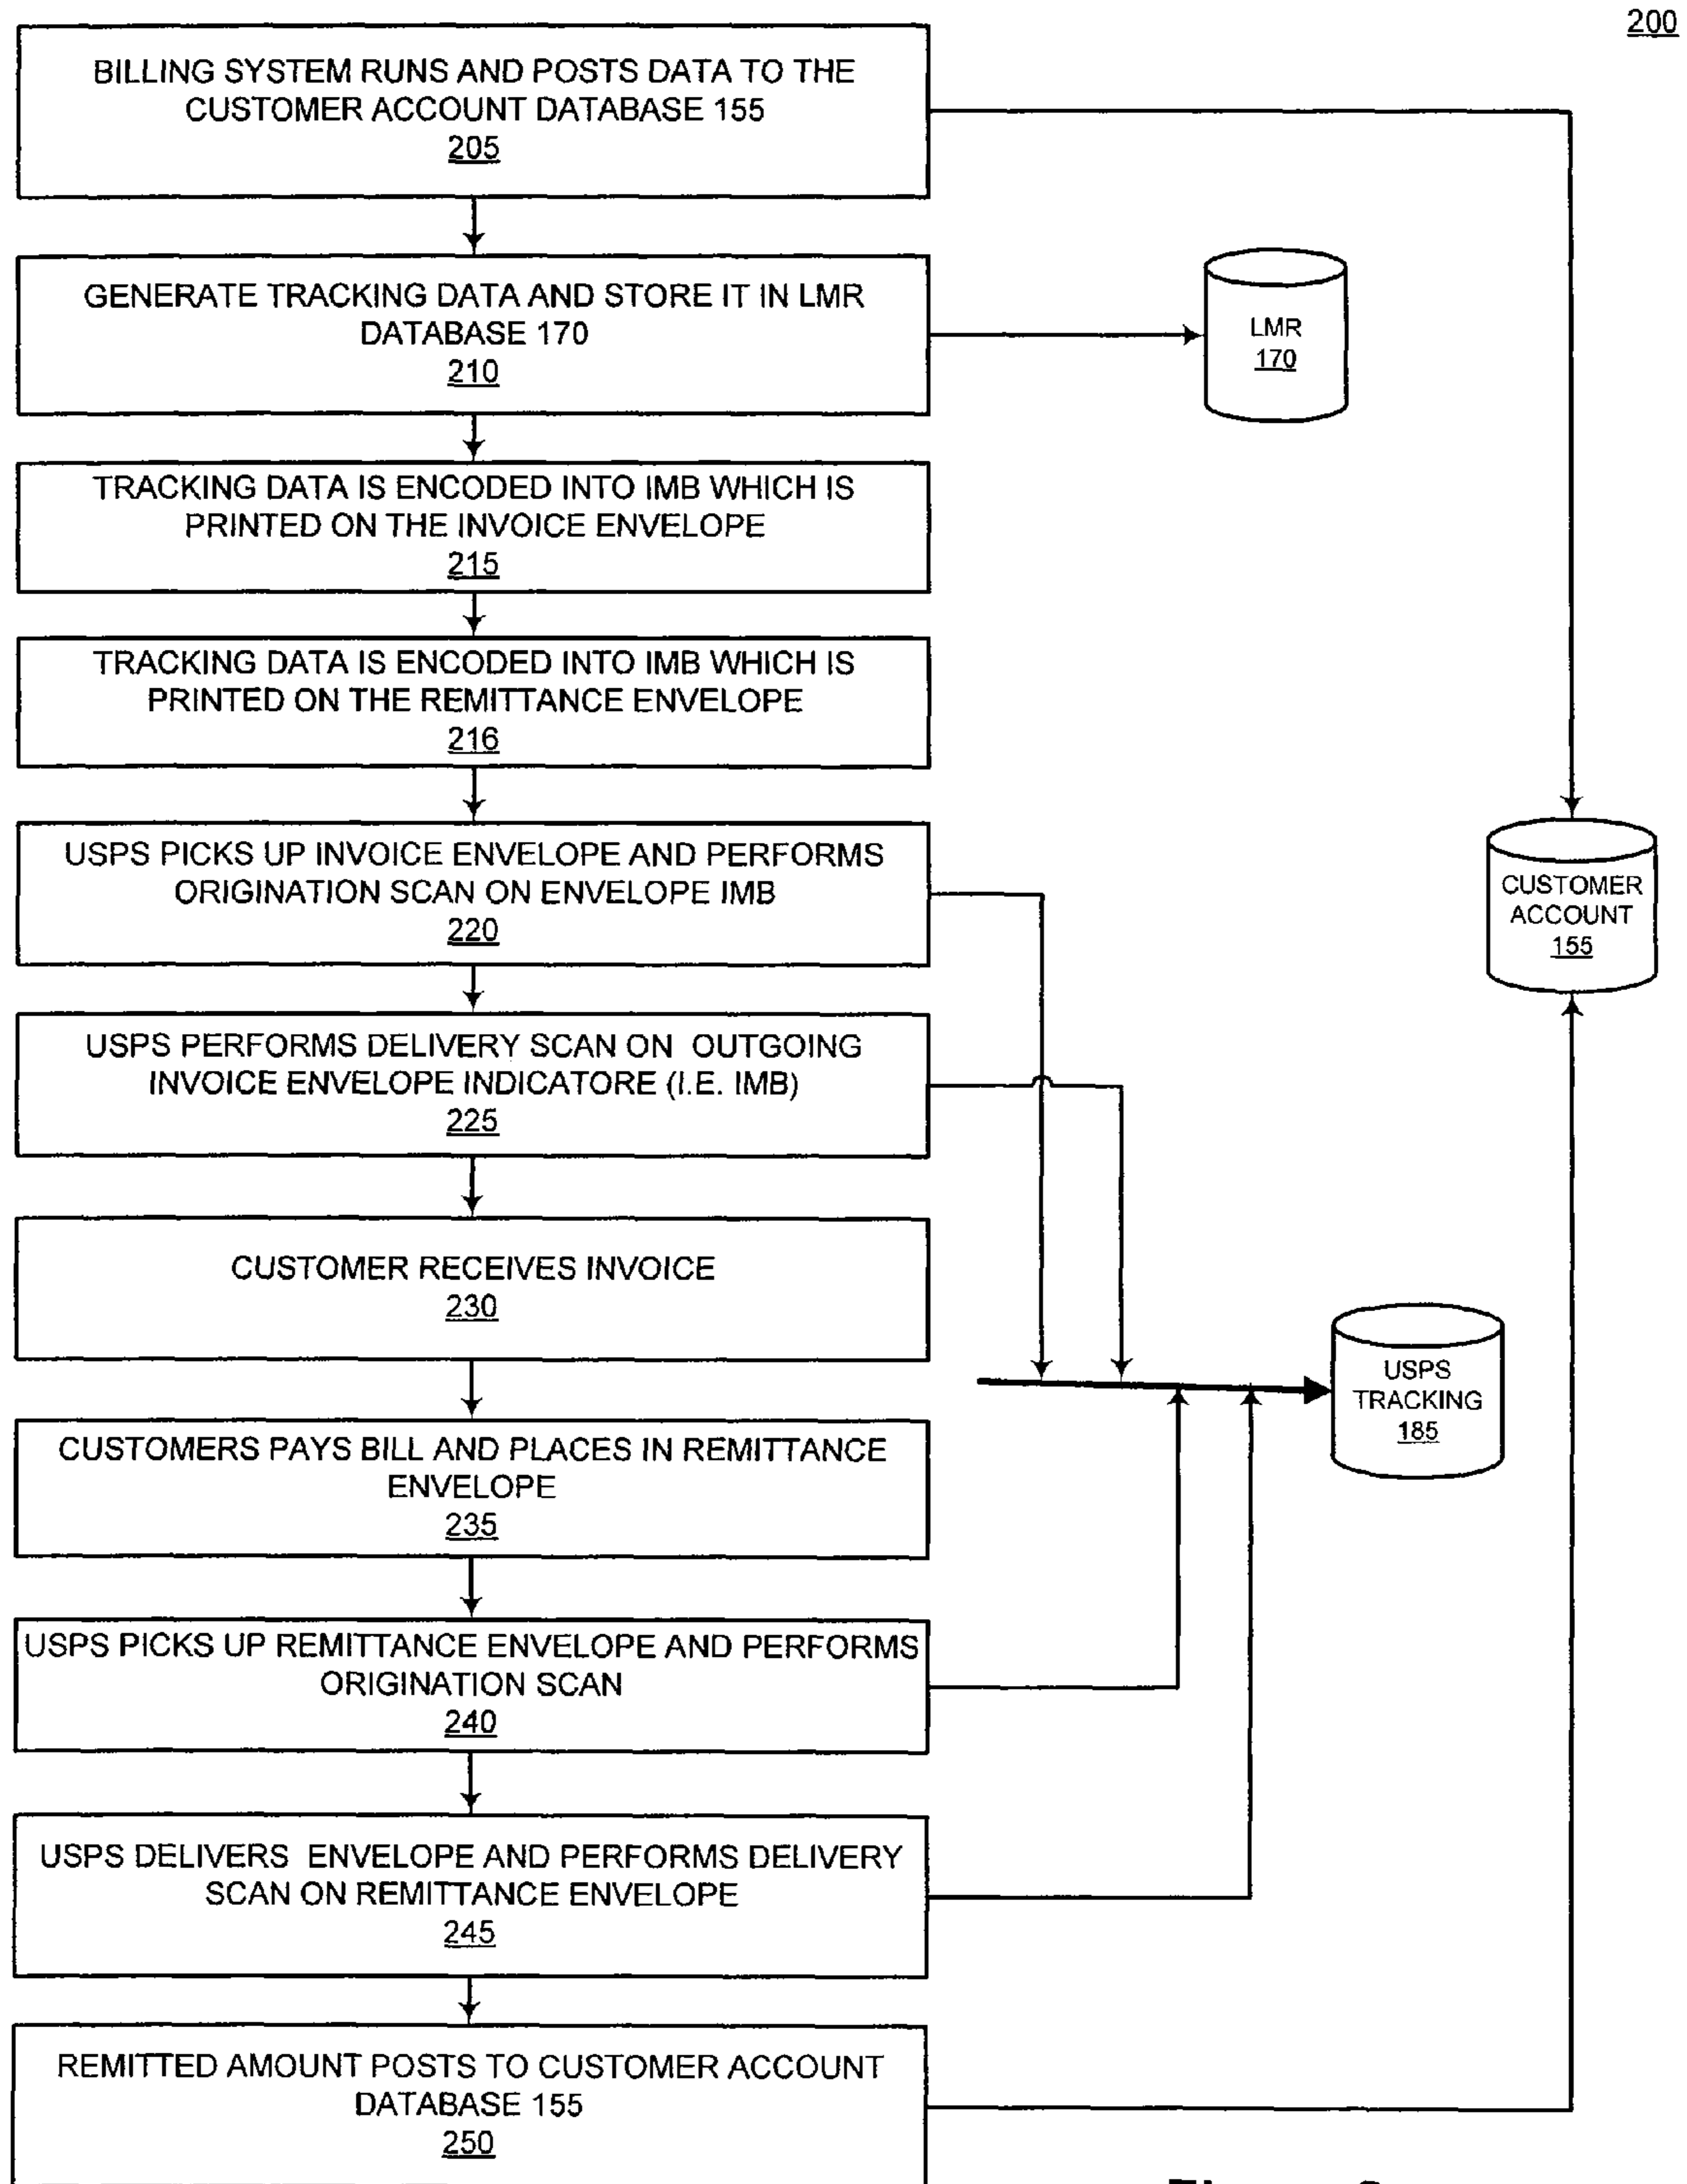 200
BILLING SYSTEM RUNS AND POSTS DATA TO THE
CUSTOMER ACCOUNT DATABASE 155
205
GENERATE TRACKING DATA AND STORE IT IN LMR
DATABASE 170
210
LMR
170
TRACKING DATA IS ENCODED INTO IMB WHICH IS
PRINTED ON THE INVOICE ENVELOPE
215
TRACKING DATA IS ENCODED INTO IMB WHICH IS
PRINTED ON THE REMITTANCE ENVELOPE
216
USPS PICKS UP INVOICE ENVELOPE AND PERFORMS
ORIGINATION SCAN ON ENVELOPE IMB
220
CUSTOMER
ACCOUNT
155
USPS PERFORMS DELIVERY SCAN ON OUTGOING
INVOICE ENVELOPE INDICATORE (I.E. IMB)
225
CUSTOMER RECEIVES INVOICE
230
USPS
TRACKING
185
CUSTOMERS PAYS BILL AND PLACES IN REMITTANCE
ENVELOPE
235
USPS PICKS UP REMITTANCE ENVELOPE AND PERFORMS
ORIGINATION SCAN
240
USPS DELIVERS ENVELOPE AND PERFORMS DELIVERY
SCAN ON REMITTANCE ENVELOPE
245
REMITTED AMOUNT POSTS TO CUSTOMER ACCOUNT
DATABASE 155
250